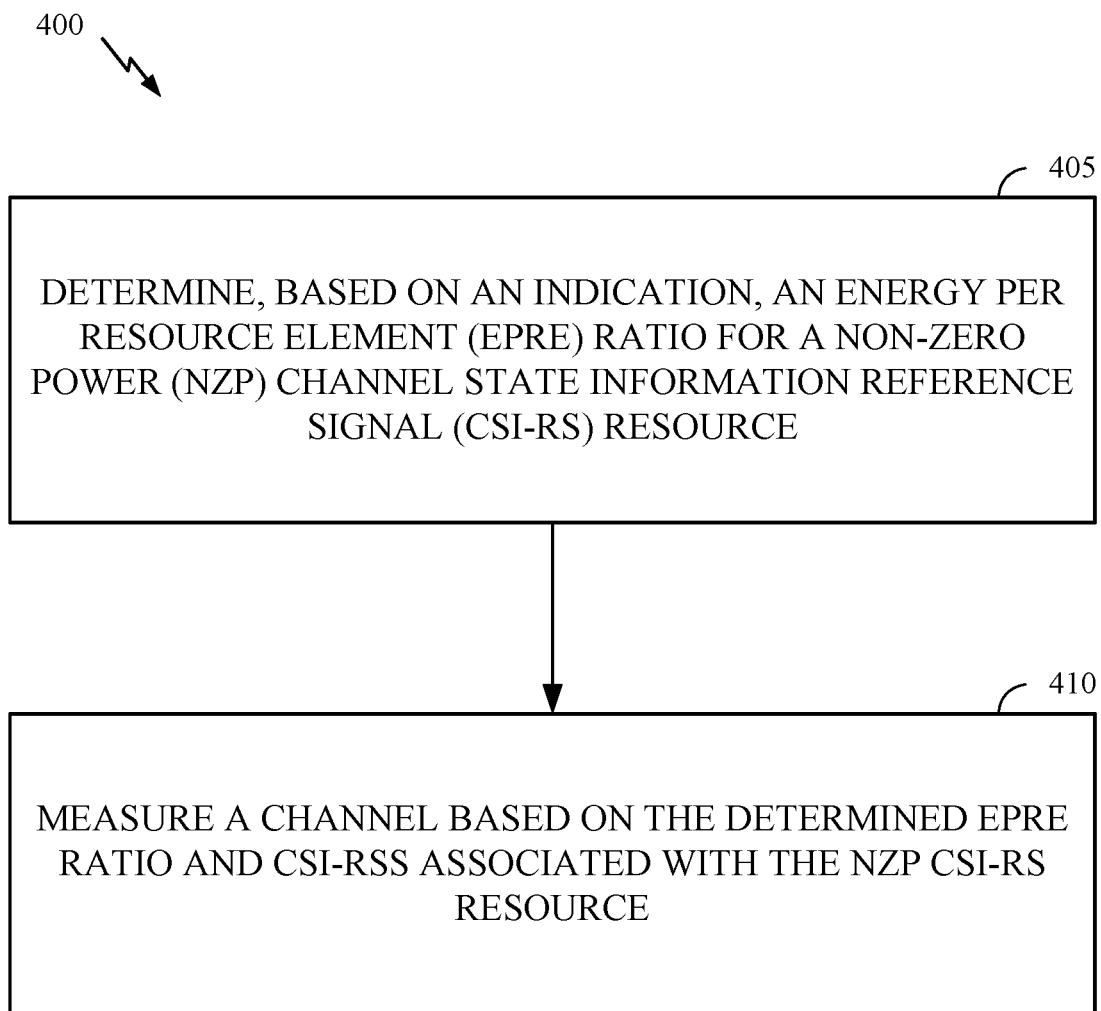 400
405
DETERMINE, BASED ON AN INDICATION, AN ENERGY PER
RESOURCE ELEMENT (EPRE) RATIO FOR A NON-ZERO
POWER (NZP) CHANNEL STATE INFORMATION REFERENCE
SIGNAL (CSI-RS) RESOURCE
410
MEASURE A CHANNEL BASED ON THE DETERMINED EPRE
RATIO AND CSI-RSS ASSOCIATED WITH THE NZP CSI-RS
RESOURCE